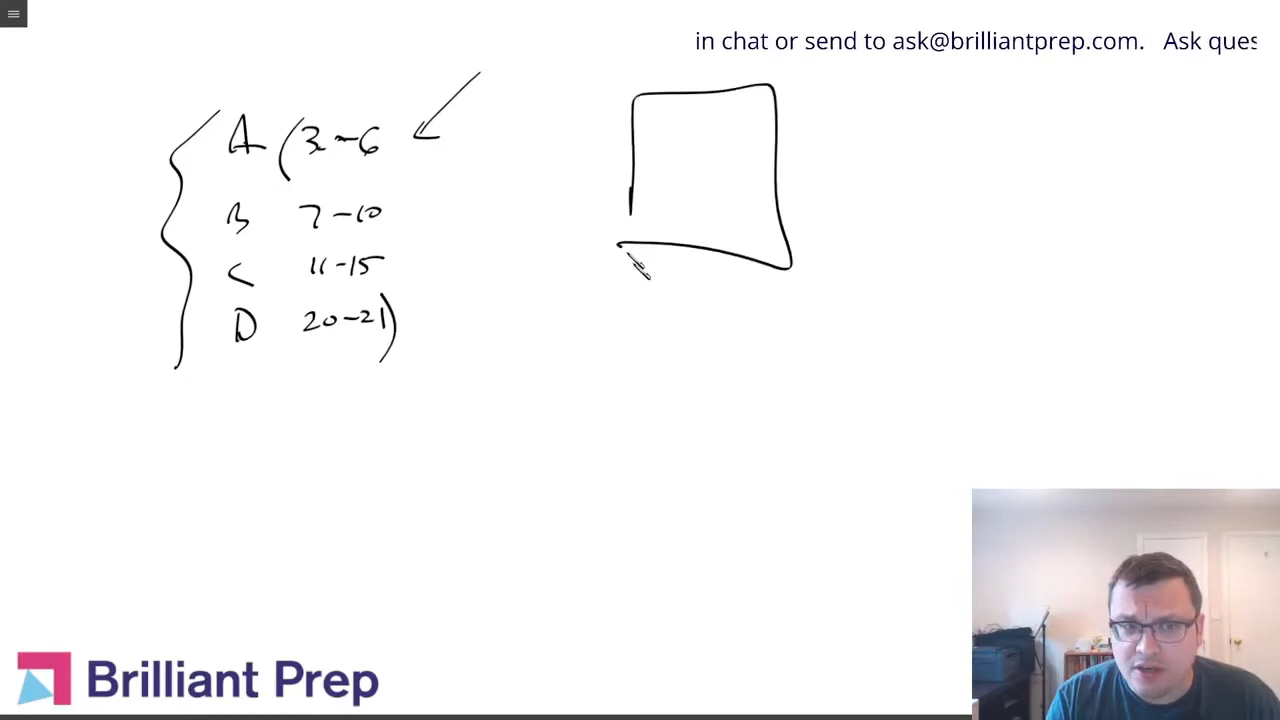 in chat or send to ask@brilliantprep.com. Ask ques
A (3-6
B 7-10
C 11-15
D 20-21)
Brilliant Prep